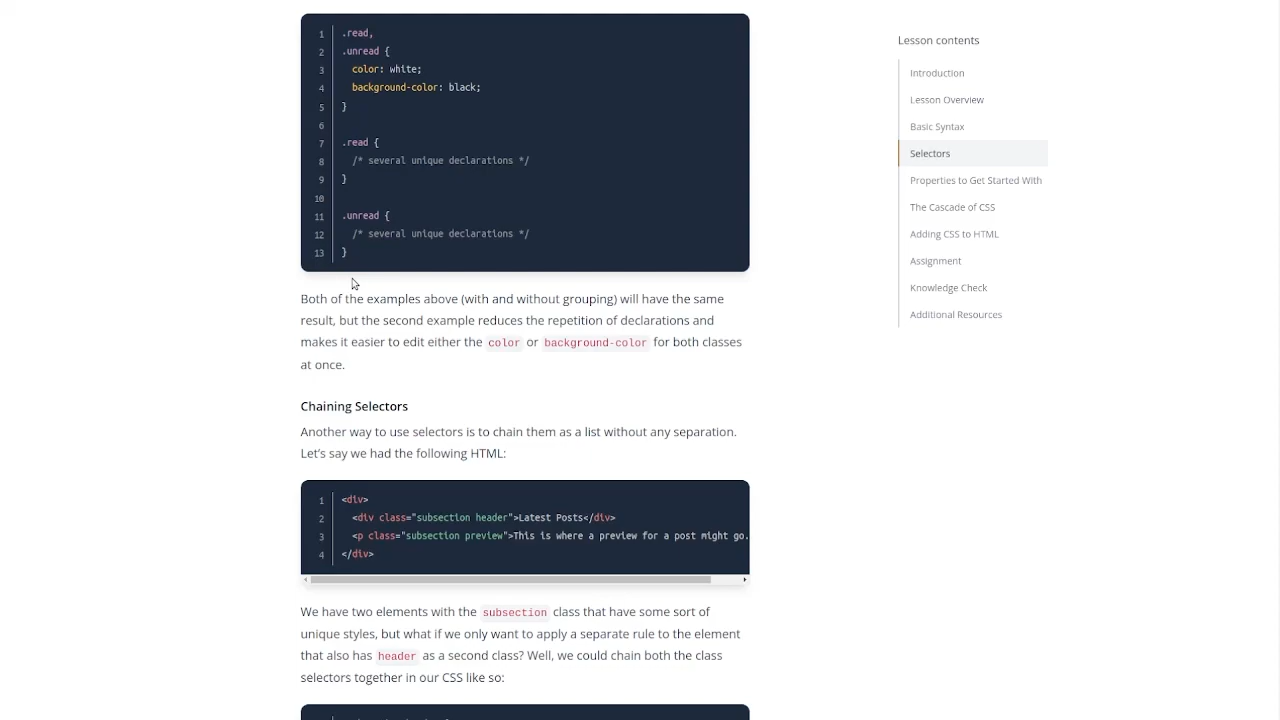 1 .read,
2 .unread {
3 color: white;
4 background-color: black;
5 }
6
7 .read {
8 /* several unique declarations */
9 }
10
11 .unread {
12 /* several unique declarations */
13 }
Both of the examples above (with and without grouping) will have the same
result, but the second example reduces the repetition of declarations and
makes it easier to edit either the color or background-color for both classes
at once.
Chaining Selectors
Another way to use selectors is to chain them as a list without any separation.
Let’s say we had the following HTML:
1 <div>
2 <div class="subsection header">Latest Posts</div>
3 <p class="subsection preview">This is where a preview for a post might go.
4 </div>
We have two elements with the subsection class that have some sort of
unique styles, but what if we only want to apply a separate rule to the element
that also has header as a second class? Well, we could chain both the class
selectors together in our CSS like so:
Lesson contents
Introduction
Lesson Overview
Basic Syntax
Selectors
Properties to Get Started With
The Cascade of CSS
Adding CSS to HTML
Assignment
Knowledge Check
Additional Resources